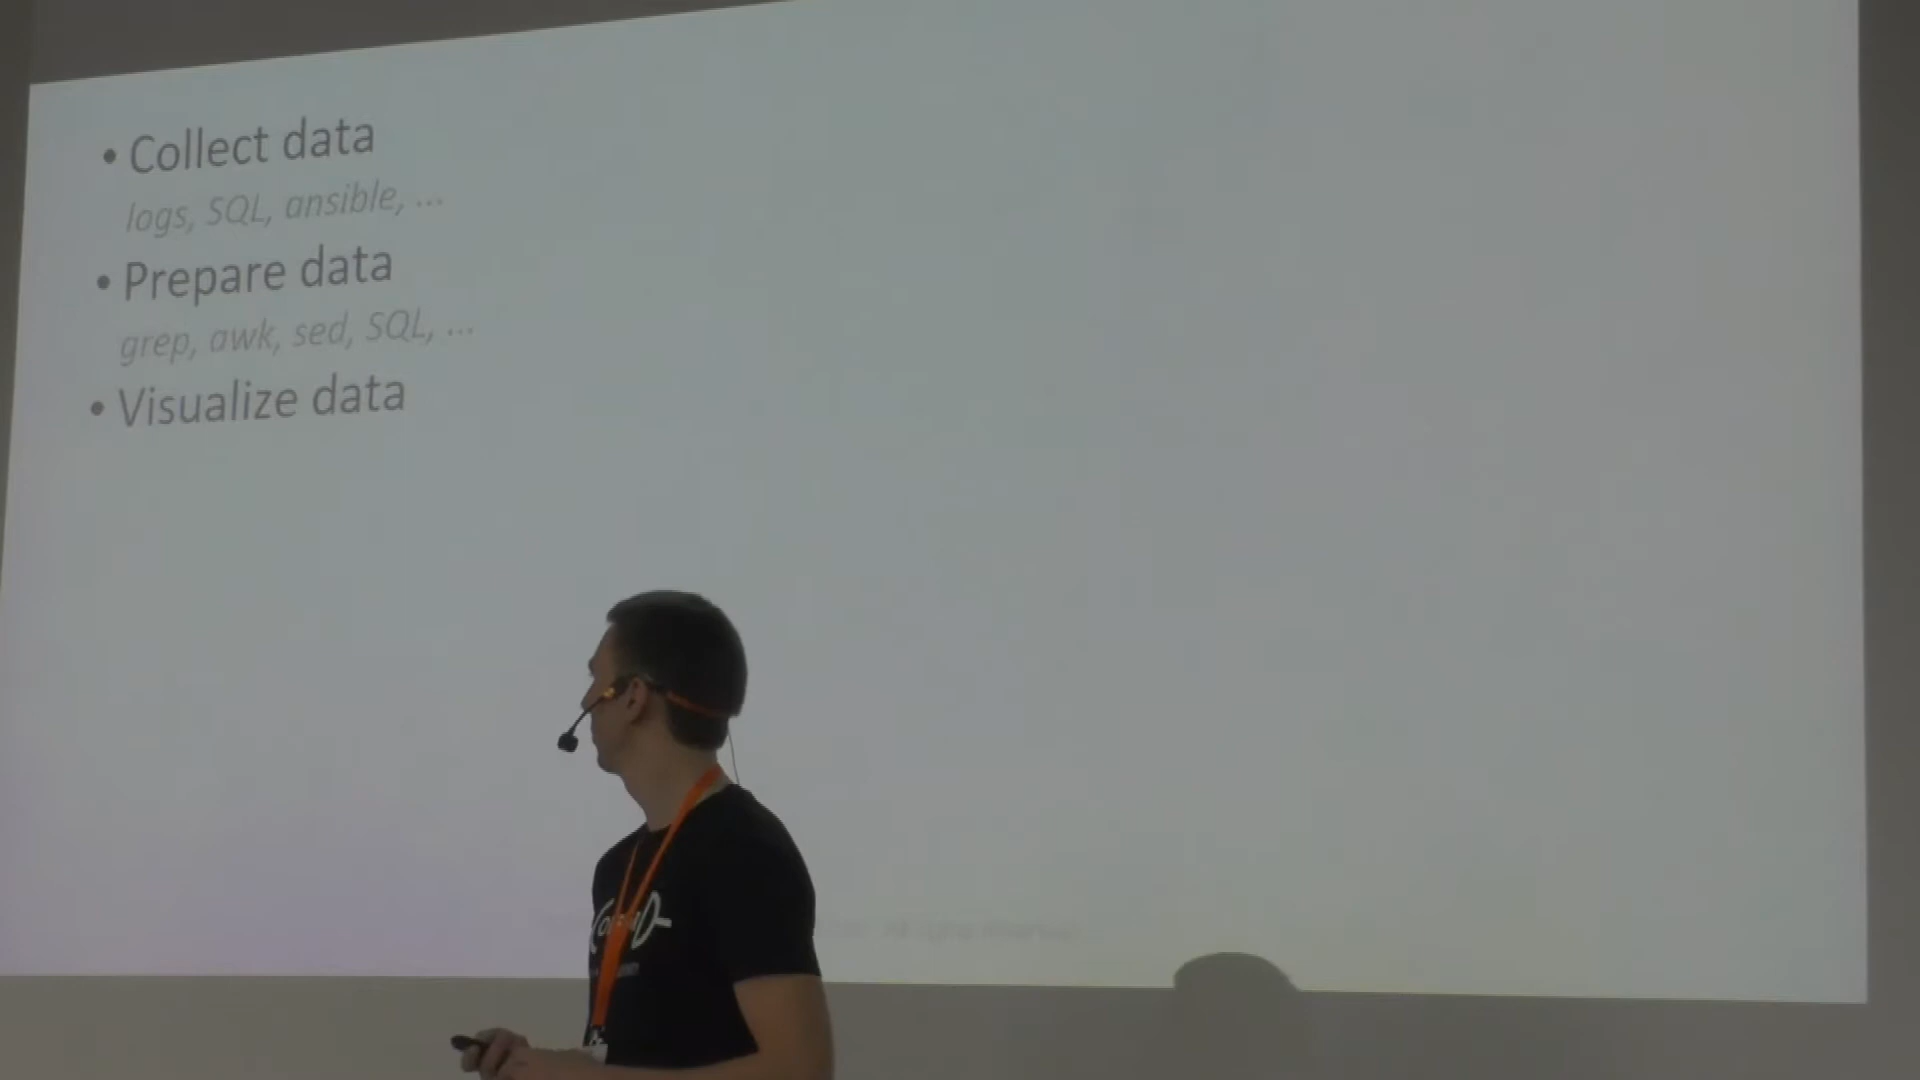 • Collect data
logs, SQL, ansible, ...
• Prepare data
grep, awk, sed, SQL, ...
• Visualize data